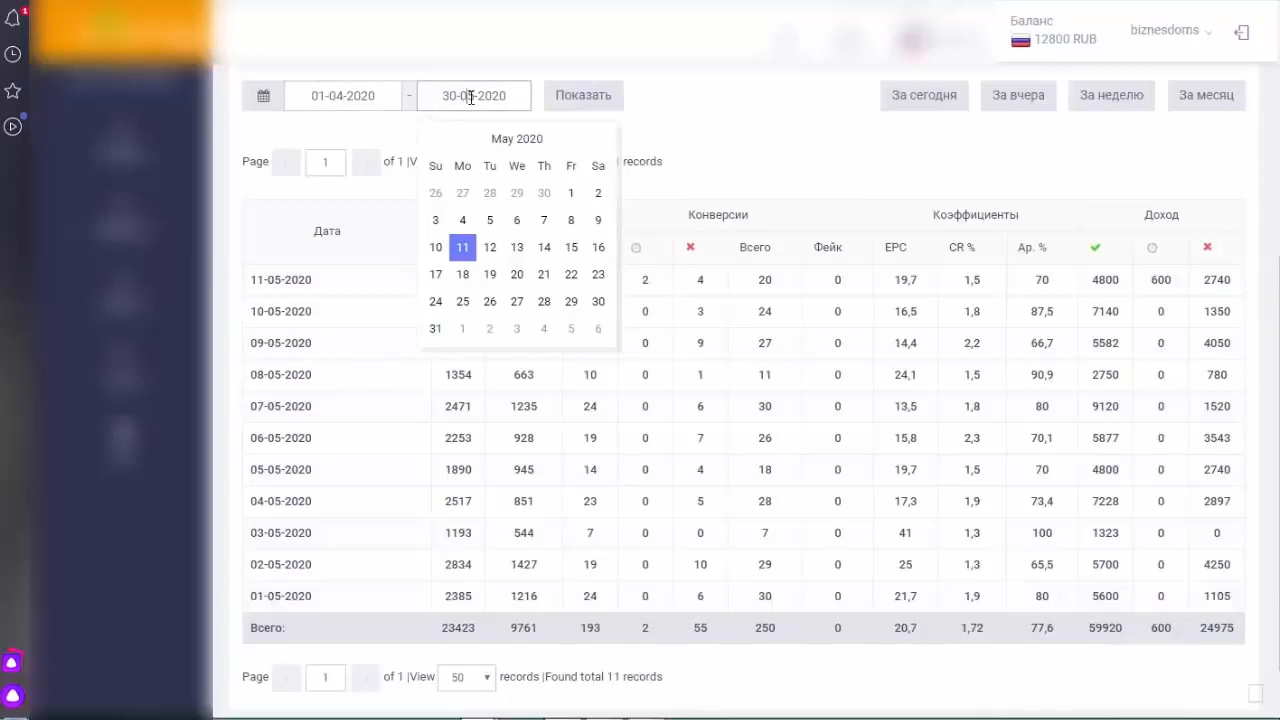 1
Баланс
12800 RUB
biznesdoms
01-04-2020 - 30-0 -2020 Показать За сегодня За вчера За неделю За месяц
May 2020
Su Mo Tu We Th Fr Sa
26 27 28 29 30 1 2
3 4 5 6 7 8 9
10 11 12 13 14 15 16
17 18 19 20 21 22 23
24 25 26 27 28 29 30
31 1 2 3 4 5 6
Page 1 of 1 |V records
Дата Конверсии Коэффициенты Доход
Всего Фейк EPC CR % Ap. %
11-05-2020 2 4 20 0 19,7 1,5 70 4800 600 2740
10-05-2020 0 3 24 0 16,5 1,8 87,5 7140 0 1350
09-05-2020 0 9 27 0 14,4 2,2 66,7 5582 0 4050
08-05-2020 1354 663 10 0 1 11 0 24,1 1,5 90,9 2750 0 780
07-05-2020 2471 1235 24 0 6 30 0 13,5 1,8 80 9120 0 1520
06-05-2020 2253 928 19 0 7 26 0 15,8 2,3 70,1 5877 0 3543
05-05-2020 1890 945 14 0 4 18 0 19,7 1,5 70 4800 0 2740
04-05-2020 2517 851 23 0 5 28 0 17,3 1,9 73,4 7228 0 2897
03-05-2020 1193 544 7 0 0 7 0 41 1,3 100 1323 0 0
02-05-2020 2834 1427 19 0 10 29 0 25 1,3 65,5 5700 0 4250
01-05-2020 2385 1216 24 0 6 30 0 21,7 1,9 80 5600 0 1105
Всего: 23423 9761 193 2 55 250 0 20,7 1,72 77,6 59920 600 24975
Page 1 of 1 |View 50 records |Found total 11 records